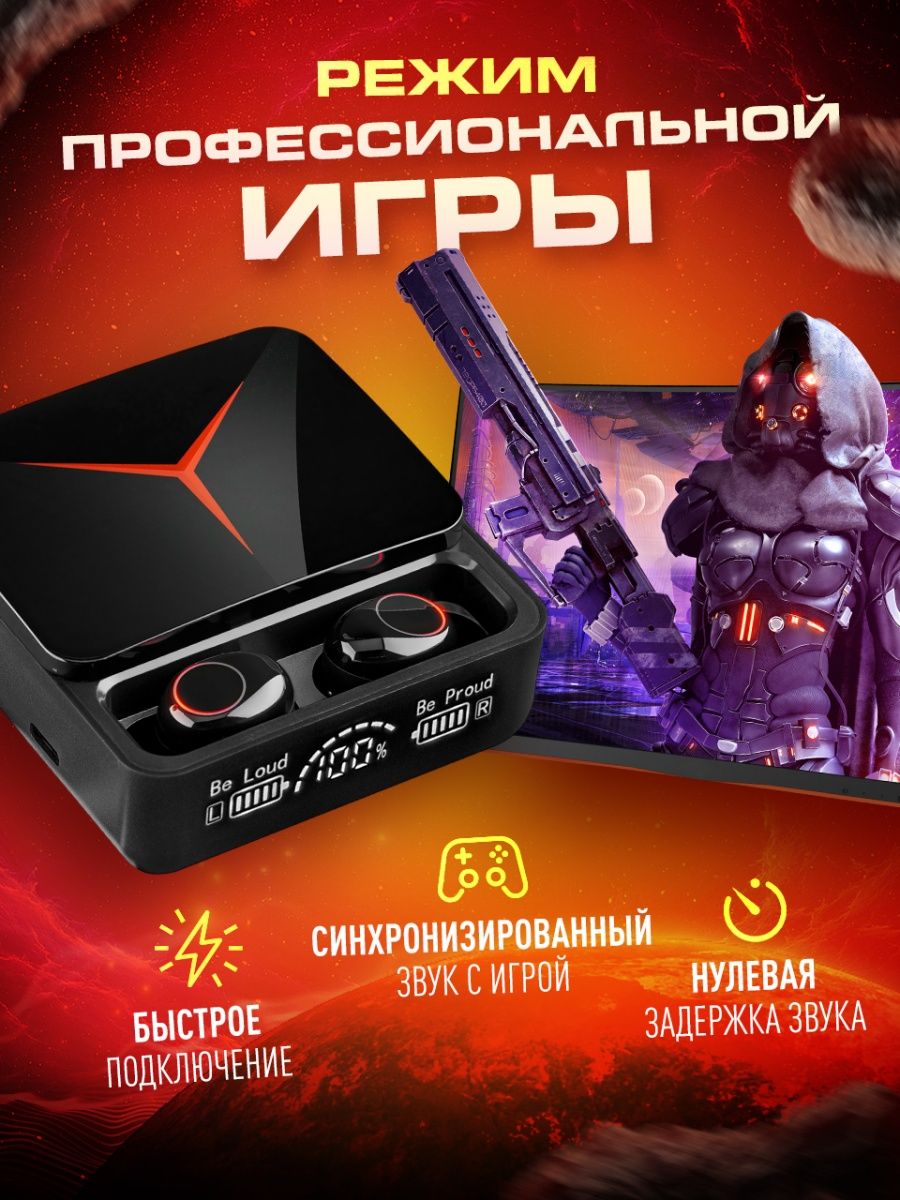 РЕЖИМ
ПРОФЕССИОНАЛЬНОЙ
ИГРЫ
Be Loud
Be Proud
L
100%
R
СИНХРОНИЗИРОВАННЫЙ
ЗВУК С ИГРОЙ
БЫСТРОЕ
ПОДКЛЮЧЕНИЕ
НУЛЕВАЯ
ЗАДЕРЖКА ЗВУКА